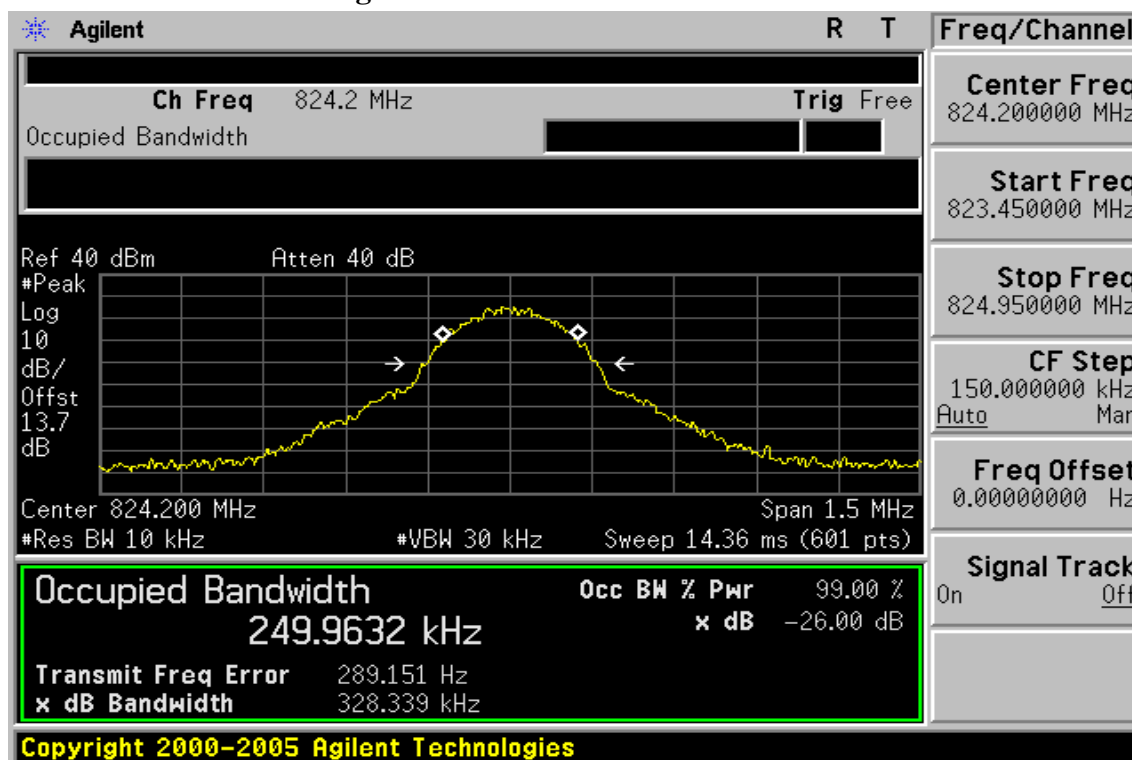 Agilent R T
Freq/Channel
Ch Freq 824.2 MHz Trig Free
Occupied Bandwidth
Center Freq
824.200000 MHz
Start Freq
823.450000 MHz
Stop Freq
824.950000 MHz
CF Step
150.000000 kHz
Auto Man
Freq Offset
0.00000000 Hz
Signal Track
On Off
Ref 40 dBm Atten 40 dB
#Peak
Log
10
dB/
Offst
13.7
dB
Center 824.200 MHz Span 1.5 MHz
#Res BW 10 kHz #VBW 30 kHz Sweep 14.36 ms (601 pts)
Occupied Bandwidth Occ BW % Pwr 99.00 %
249.9632 kHz x dB -26.00 dB
Transmit Freq Error 289.151 Hz
x dB Bandwidth 328.339 kHz
Copyright 2000-2005 Agilent Technologies